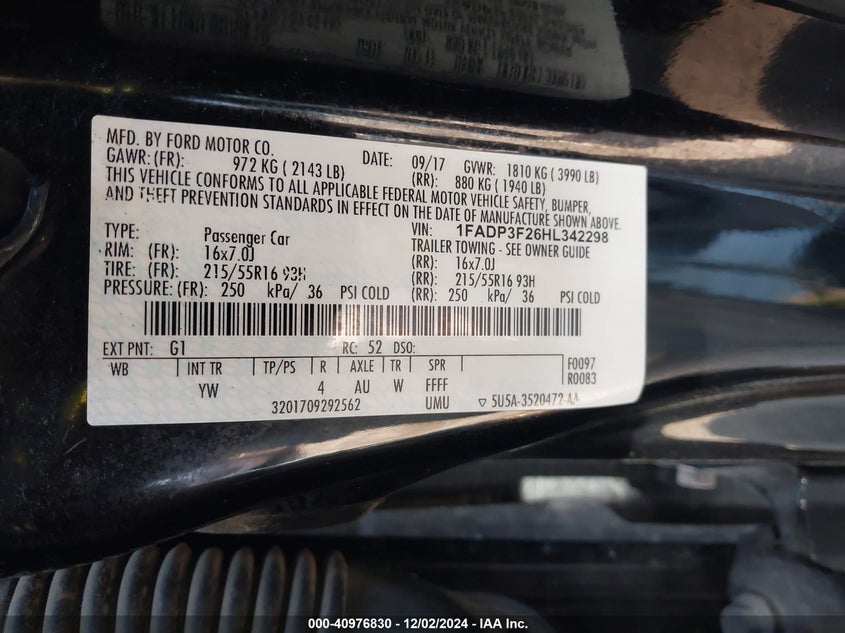 MFD. BY FORD MOTOR CO. DATE: 09/17 GVWR: 1810 KG ( 3990 LB)
GAWR: (FR): 972 KG ( 2143 LB) (RR): 880 KG ( 1940 LB)
THIS VEHICLE CONFORMS TO ALL APPLICABLE FEDERAL MOTOR VEHICLE SAFETY, BUMPER,
AND THEFT PREVENTION STANDARDS IN EFFECT ON THE DATE OF MANUFACTURE SHOWN ABOVE.
VIN: 1FADP3F26HL342298
TYPE: Passenger Car TRAILER TOWING - SEE OWNER GUIDE
RIM: (FR) 16x7.0J (RR): 16x7.0J
TIRE: (FR) 215/55R16 93H (RR): 215/55R16 93H
PRESSURE: (FR): 250 kPa/ 36 PSI COLD (RR): 250 kPa/ 36 PSI COLD
EXT PNT: G1 RC: 52 DSO:
WB INT TR TP/PS R AXLE TR SPR F0097
YW 4 AU W FFFF R0083
3201709292562 UMU ▽ 5U5A-3520472-AA
000-40976830 - 12/02/2024 - IAAI Inc.